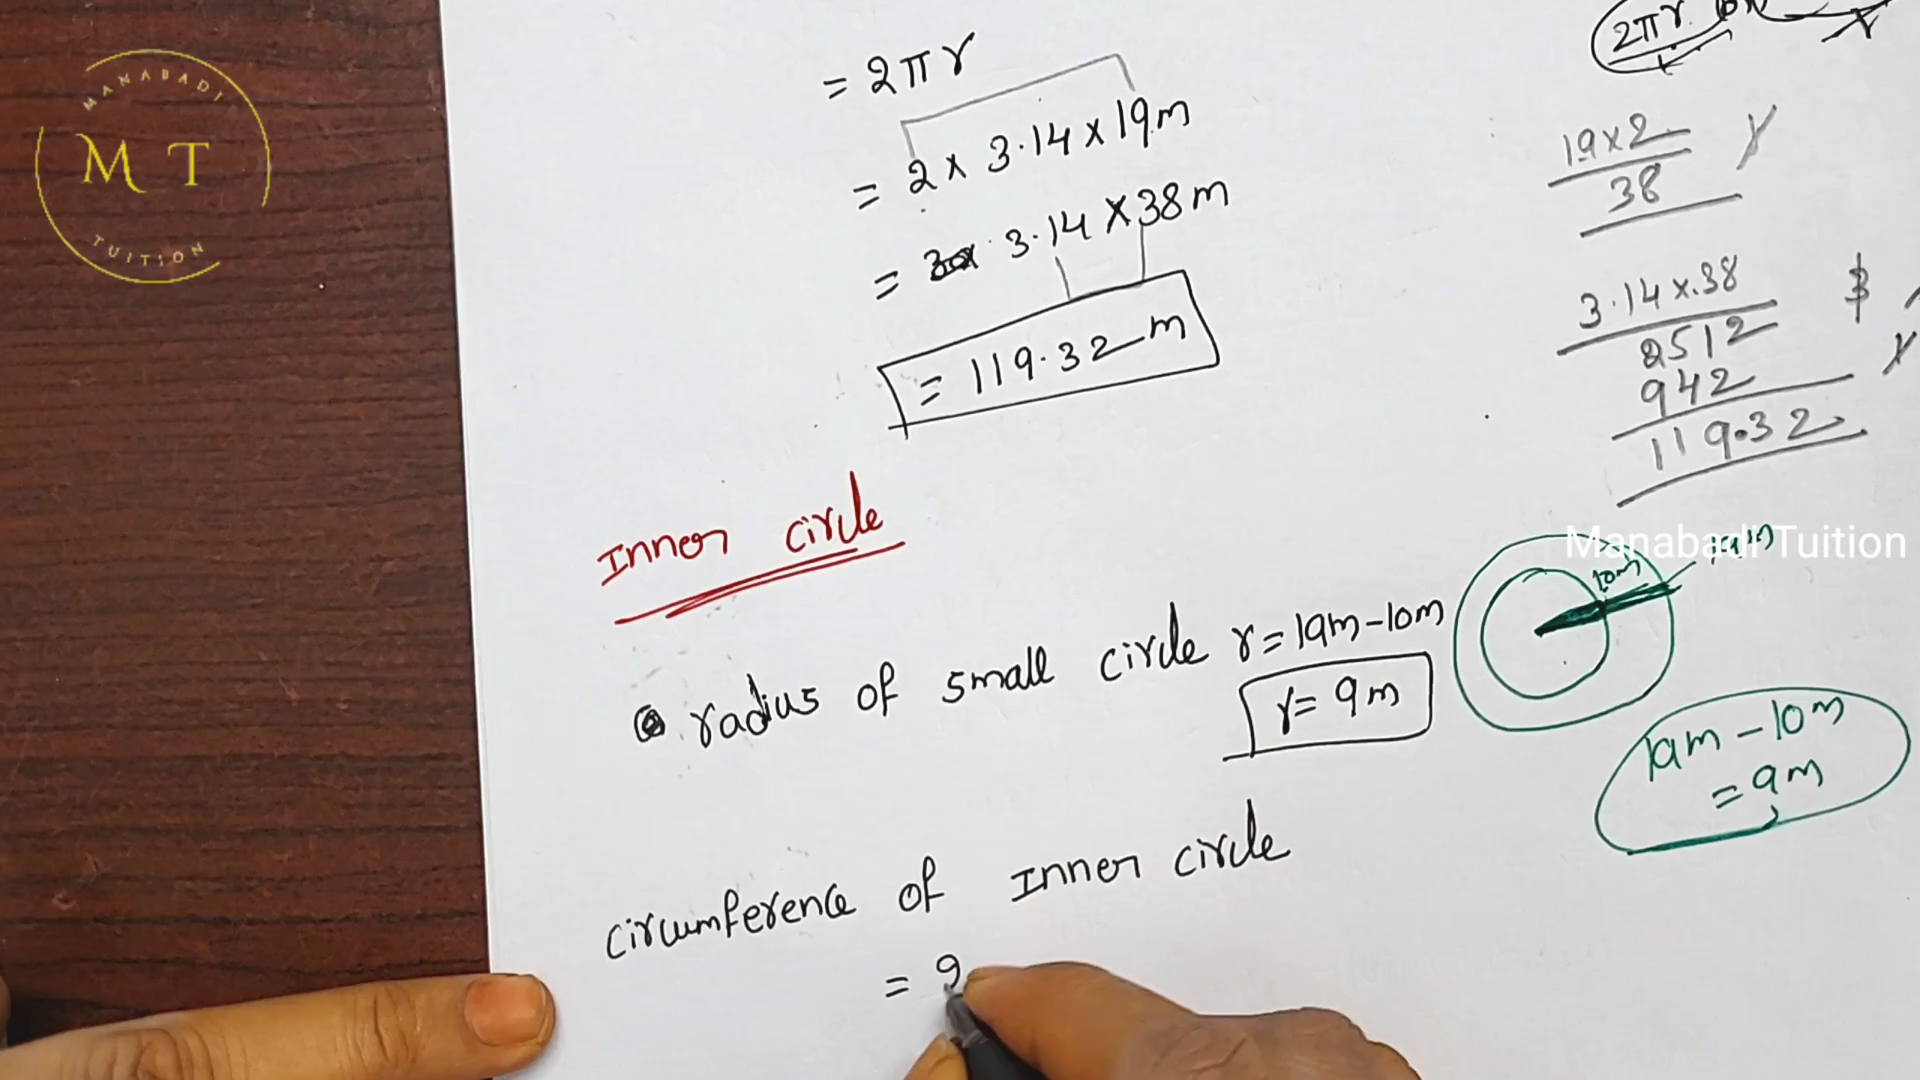 MANABADI
M T
TUITION
= 2πr
= 2 x 3.14 x 19m
= 3.14 x 38m
= 119.32 m
Inner circle
radius of small circle r = 19m - 10m
r = 9m
circumference of Inner circle
=
2πr
19 x 2
38
3.14 x 38
2512
942
119.32
Manabadi Tuition
10m
19m - 10m
= 9m